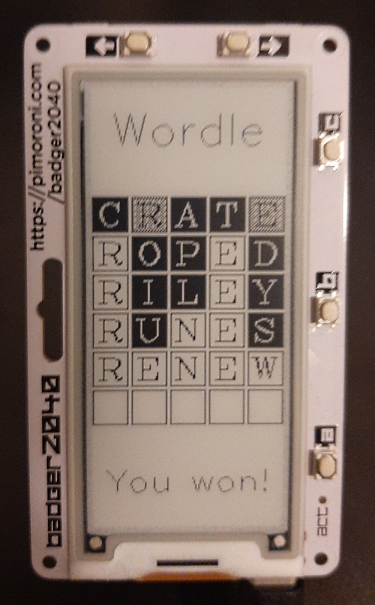 https://pimoroni.com
/badger2040
badger2040
Wordle
CRATE
ROPED
RILEY
RUNES
RENEW
You won!
c
b
a
act